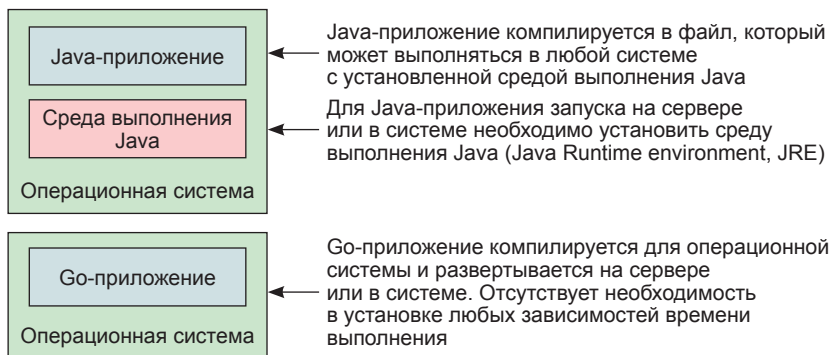 Java-приложение
Среда выполнения
Java
Операционная система
Java-приложение компилируется в файл, который
может выполняться в любой системе
с установленной средой выполнения Java
Для Java-приложения запуска на сервере
или в системе необходимо установить среду
выполнения Java (Java Runtime environment, JRE)
Go-приложение
Операционная система
Go-приложение компилируется для операционной
системы и развертывается на сервере
или в системе. Отсутствует необходимость
в установке любых зависимостей времени
выполнения